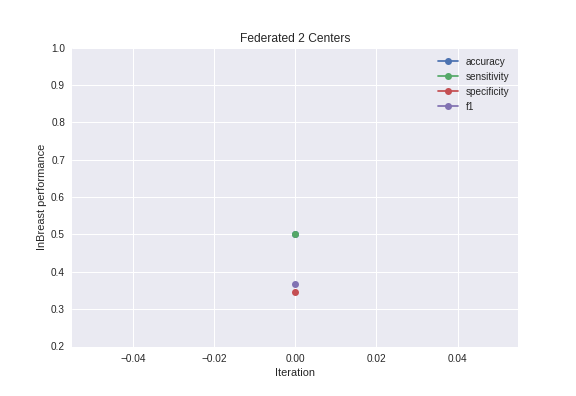 Federated 2 Centers
1.0
0.9
0.8
0.7
0.6
0.5
0.4
0.3
0.2
InBreast performance
accuracy
sensitivity
specificity
f1
−0.04
−0.02
0.00
0.02
0.04
Iteration